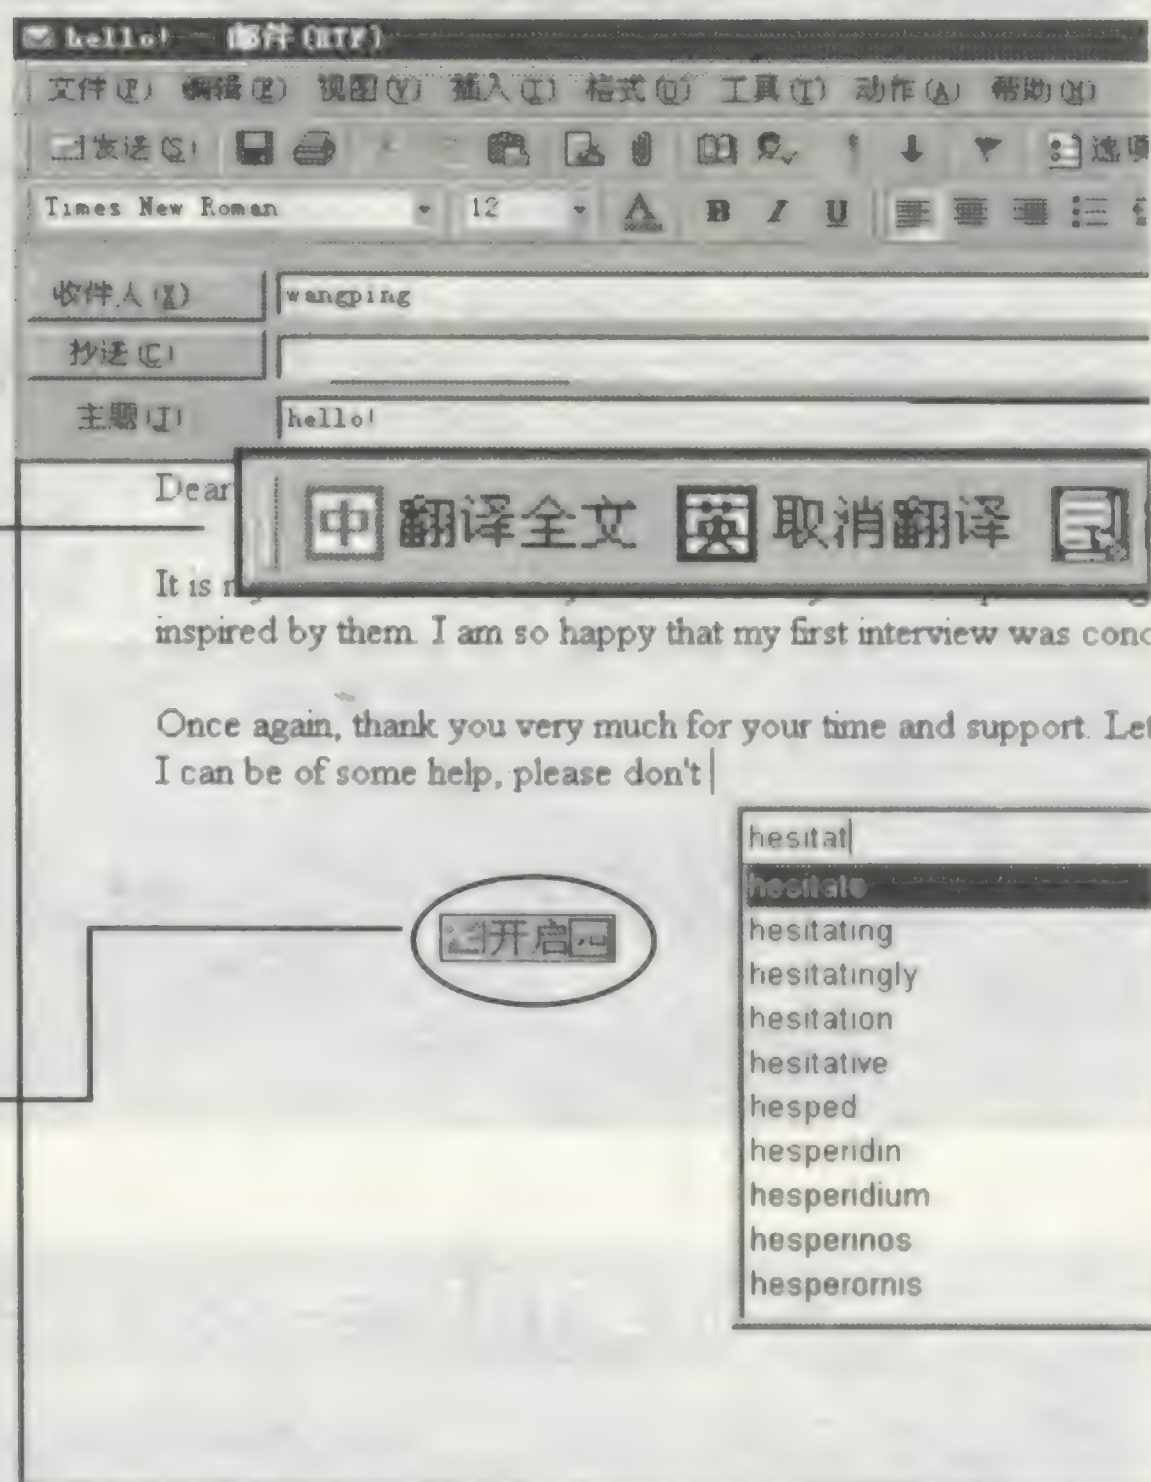 hello! — 邮件(RTF)
文件(F) 编辑(E) 视图(V) 插入(I) 格式(O) 工具(T) 动作(A) 帮助(H)
发送(S) 选项
Times New Roman 12 A B I U
收件人(X) wangping
抄送(C)
主题(J) hello!
Dear
中 翻译全文 英 取消翻译
It is
inspired by them. I am so happy that my first interview was conc
Once again, thank you very much for your time and support. Let
I can be of some help, please don't
hesitat
hesitate
开启
hesitating
hesitatingly
hesitation
hesitative
hesped
hesperidin
hesperidium
hesperinos
hesperornis